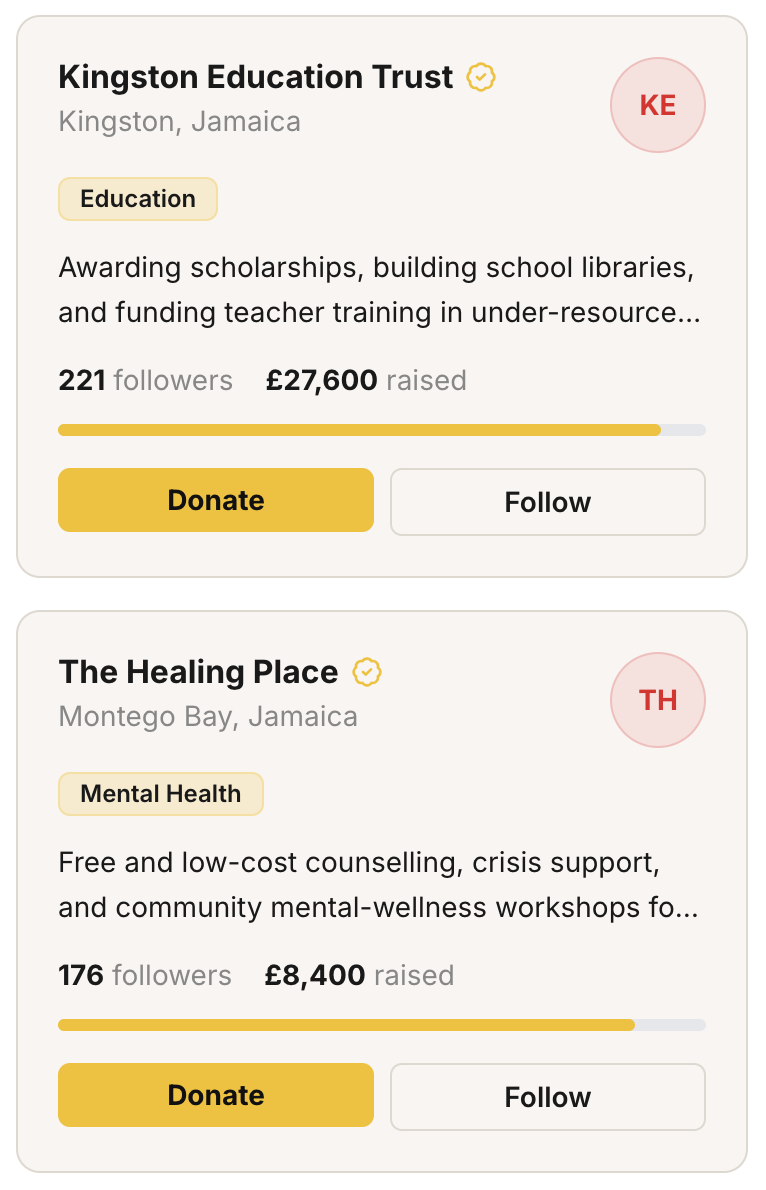 Kingston Education Trust
KE
Kingston, Jamaica
Education
Awarding scholarships, building school libraries,
and funding teacher training in under-resource...
221 followers £27,600 raised
Donate Follow
The Healing Place
TH
Montego Bay, Jamaica
Mental Health
Free and low-cost counselling, crisis support,
and community mental-wellness workshops fo...
176 followers £8,400 raised
Donate Follow